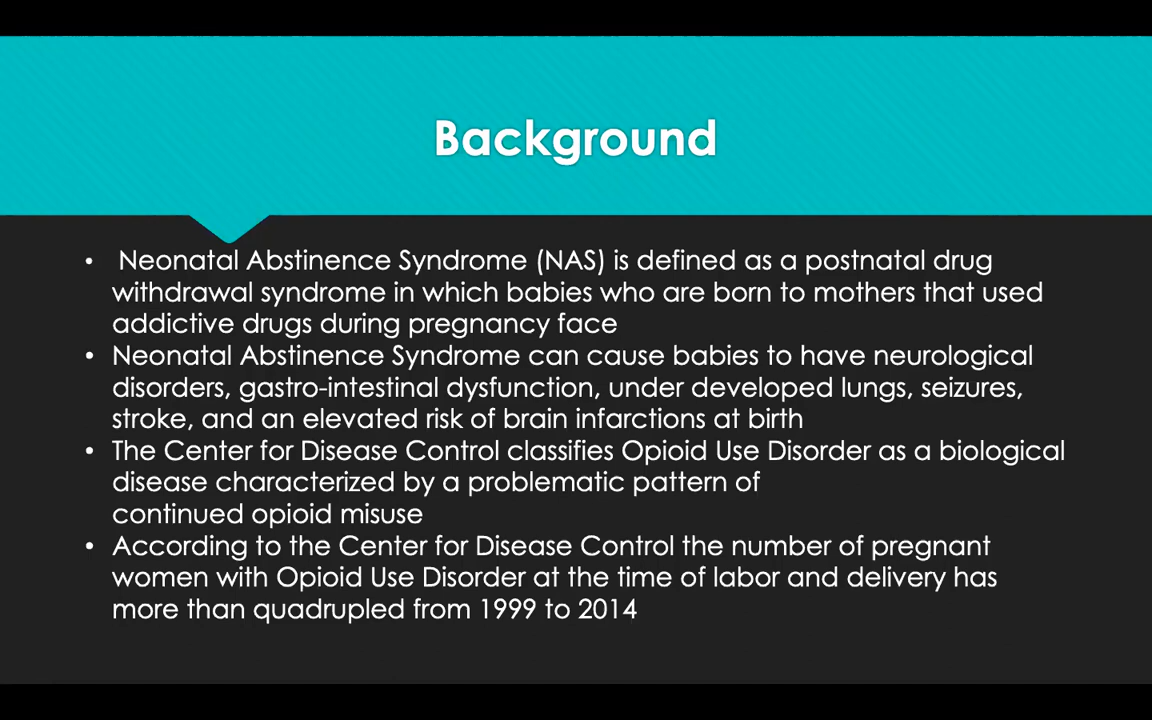 Background
• Neonatal Abstinence Syndrome (NAS) is defined as a postnatal drug
withdrawal syndrome in which babies who are born to mothers that used
addictive drugs during pregnancy face
• Neonatal Abstinence Syndrome can cause babies to have neurological
disorders, gastro-intestinal dysfunction, under developed lungs, seizures,
stroke, and an elevated risk of brain infarctions at birth
• The Center for Disease Control classifies Opioid Use Disorder as a biological
disease characterized by a problematic pattern of
continued opioid misuse
• According to the Center for Disease Control the number of pregnant
women with Opioid Use Disorder at the time of labor and delivery has
more than quadrupled from 1999 to 2014